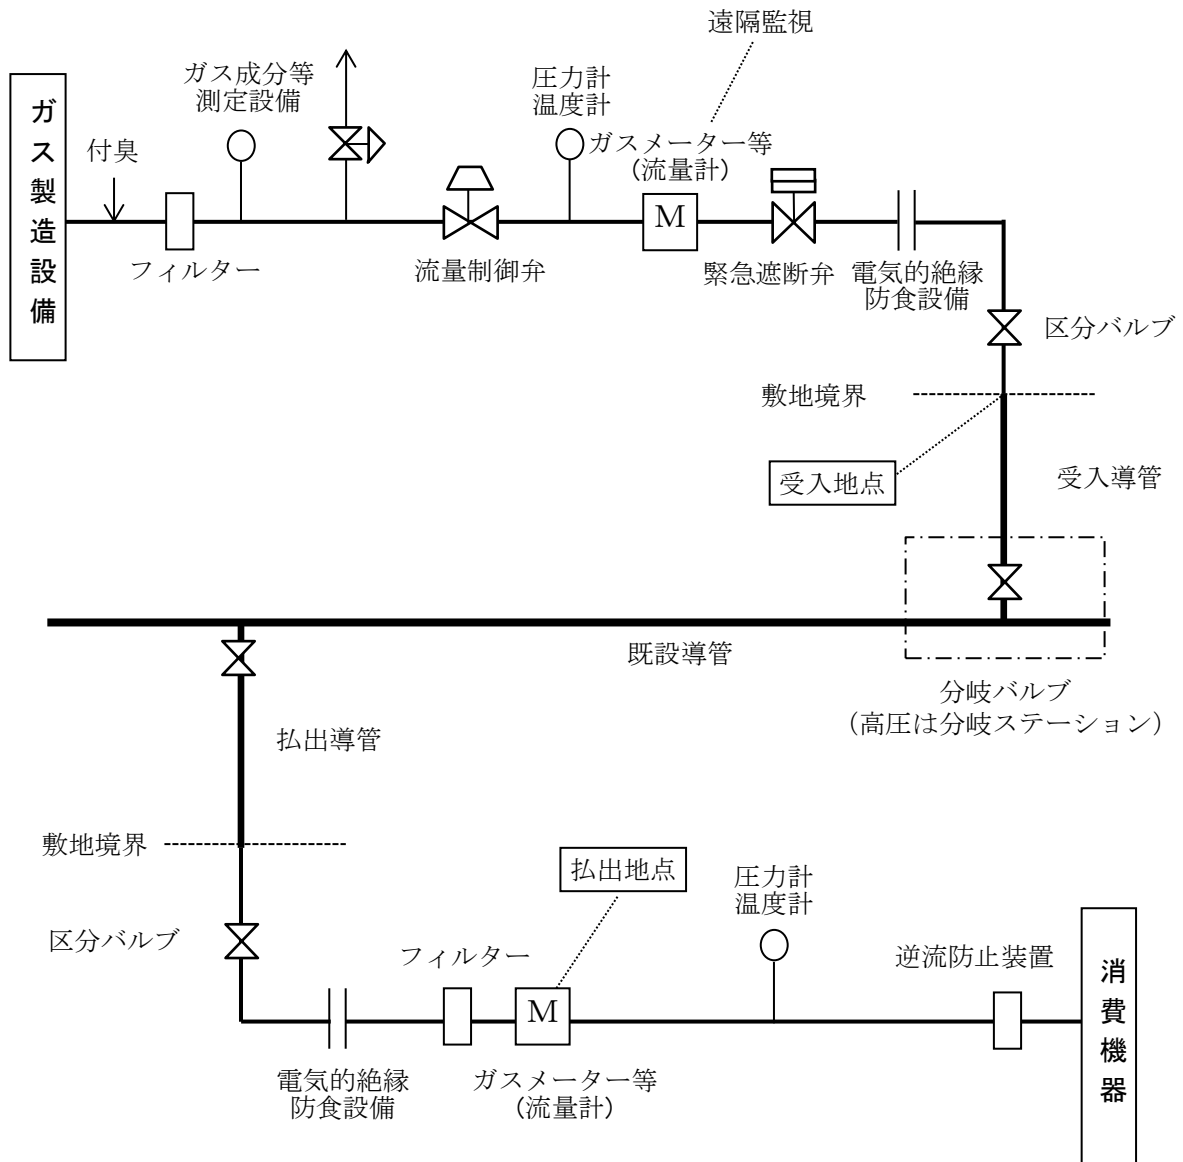 遠隔監視
ガス製造設備
付臭
ガス成分等
測定設備
圧力計
温度計
ガスメーター等
(流量計)
M
フィルター
流量制御弁
緊急遮断弁
電気的絶縁
防食設備
区分バルブ
敷地境界
受入地点
受入導管
既設導管
分岐バルブ
(高圧は分岐ステーション)
払出導管
敷地境界
払出地点
圧力計
温度計
区分バルブ
フィルター
M
逆流防止装置
消費機器
電気的絶縁
防食設備
ガスメーター等
(流量計)